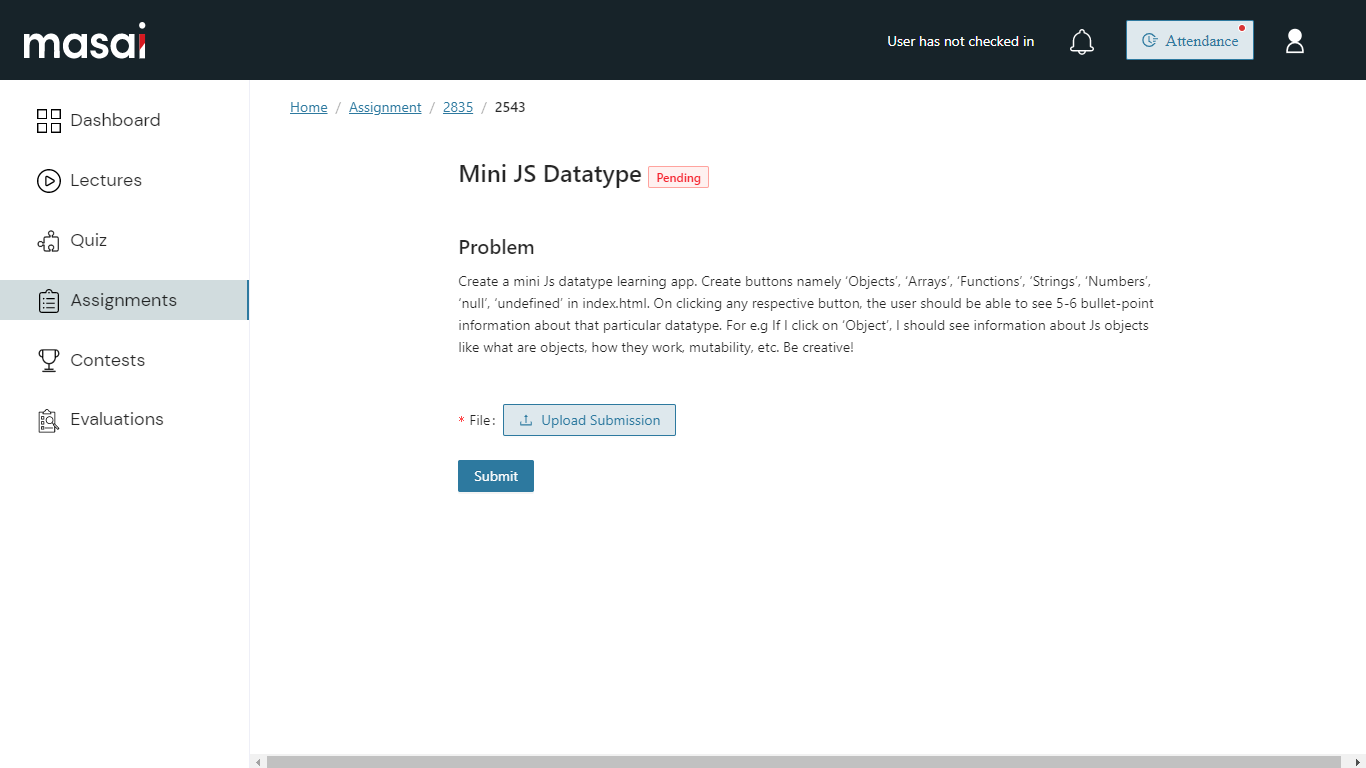 masai
User has not checked in
Attendance
Dashboard
Lectures
Quiz
Assignments
Contests
Evaluations
Home / Assignment / 2835 / 2543
Mini JS Datatype Pending
Problem
Create a mini Js datatype learning app. Create buttons namely ‘Objects’, ‘Arrays’, ‘Functions’, ‘Strings’, ‘Numbers’,
‘null’, ‘undefined’ in index.html. On clicking any respective button, the user should be able to see 5-6 bullet-point
information about that particular datatype. For e.g If I click on ‘Object’, I should see information about Js objects
like what are objects, how they work, mutability, etc. Be creative!
* File: Upload Submission
Submit